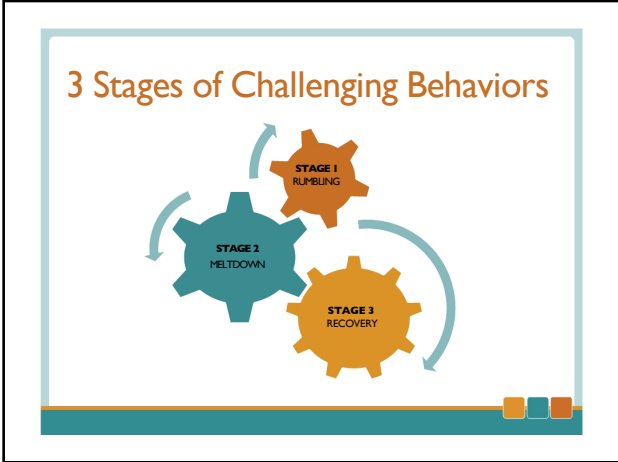 3 Stages of Challenging Behaviors
STAGE 1
RUMBLING
STAGE 2
MELTDOWN
STAGE 3
RECOVERY